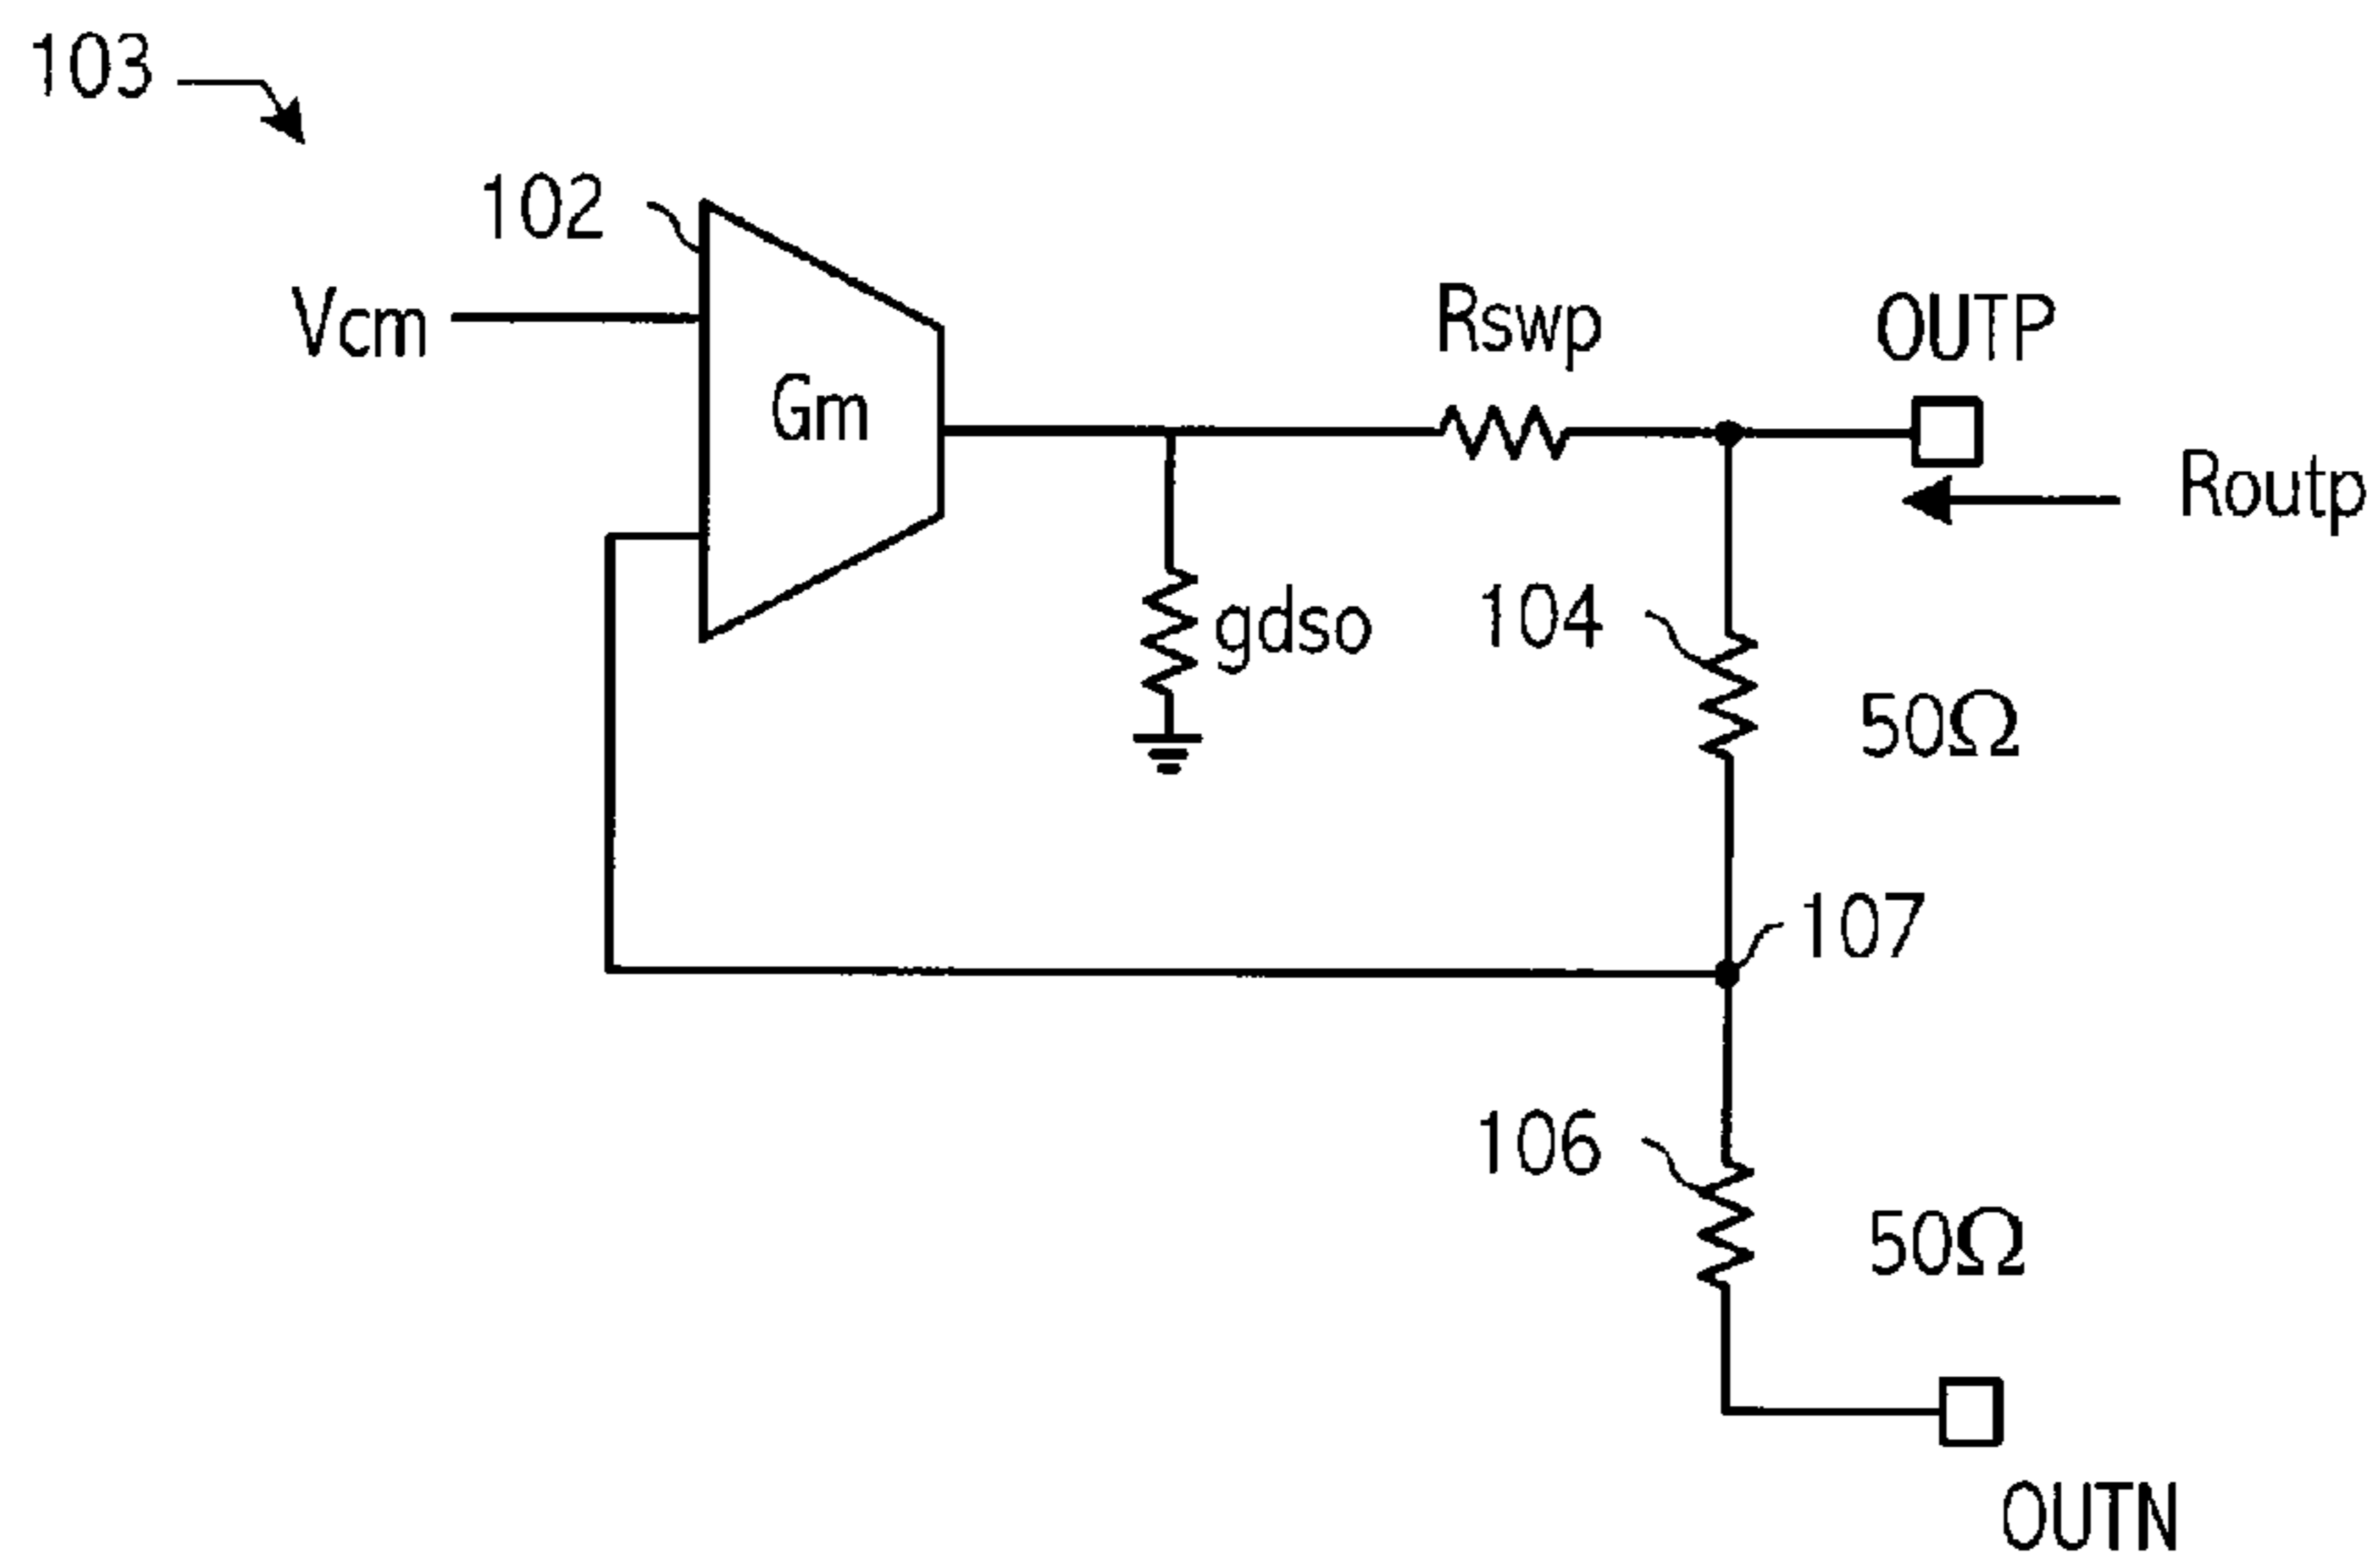 103
102
Vcm
Gm
Rswp
OUTP
Routp
gdso
104
50Ω
107
106
50Ω
OUTN